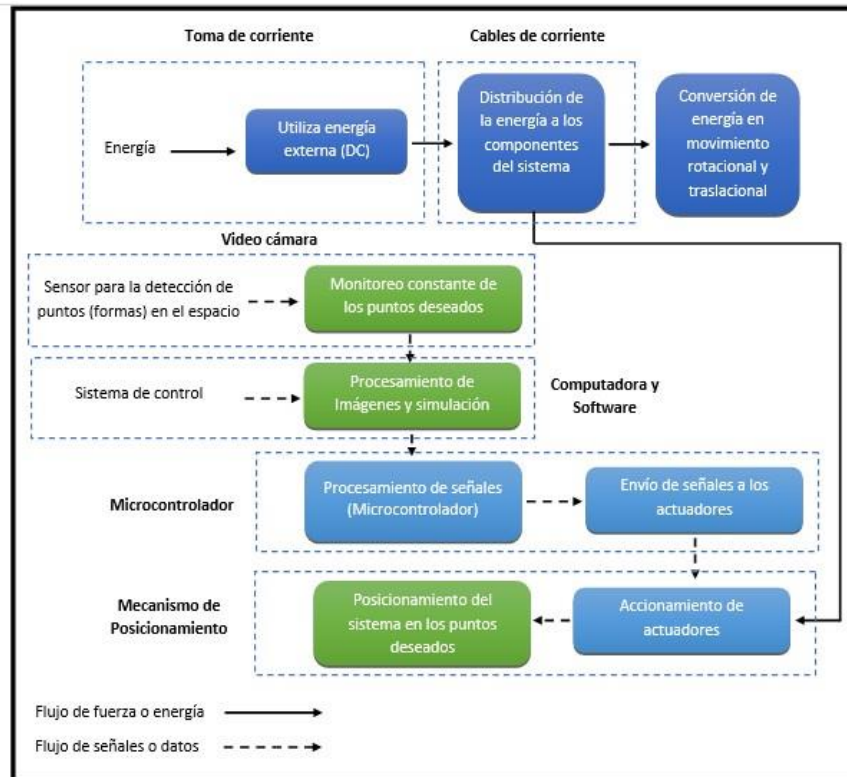 Toma de corriente
Cables de corriente
Energía
Utiliza energía
externa (DC)
Distribución de
la energía a los
componentes
del sistema
Conversión de
energía en
movimiento
rotacional y
traslacional
Video cámara
Sensor para la detección de
puntos (formas) en el espacio
Monitoreo constante de
los puntos deseados
Sistema de control
Procesamiento de
Imágenes y simulación
Computadora y
Software
Microcontrolador
Procesamiento de señales
(Microcontrolador)
Envío de señales a los
actuadores
Mecanismo de
Posicionamiento
Posicionamiento del
sistema en los puntos
deseados
Accionamiento de
actuadores
Flujo de fuerza o energía
Flujo de señales o datos